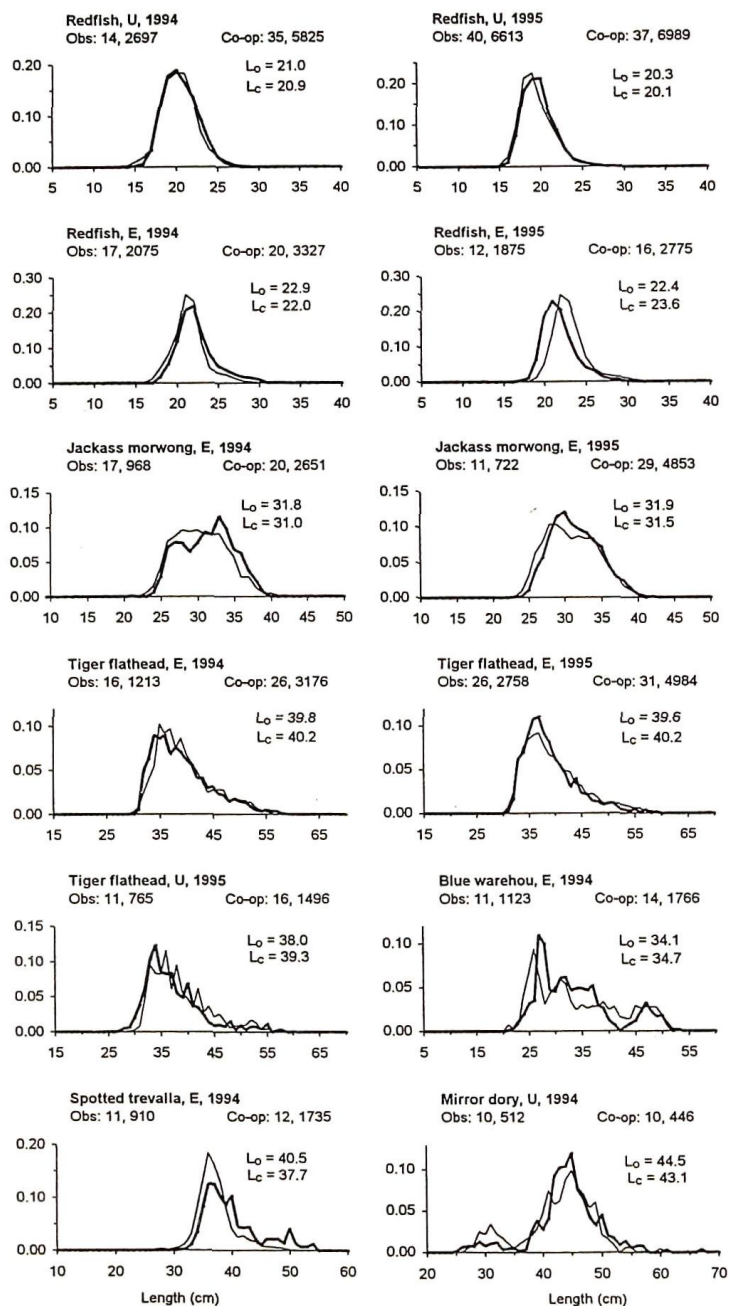 Redfish, U, 1994
Obs: 14, 2697 Co-op: 35, 5825
Lo = 21.0
Lc = 20.9
0.20
0.10
0.00
5 10 15 20 25 30 35 40
Redfish, U, 1995
Obs: 40, 6613 Co-op: 37, 6989
Lo = 20.3
Lc = 20.1
0.20
0.10
0.00
5 10 15 20 25 30 35 40
Redfish, E, 1994
Obs: 17, 2075 Co-op: 20, 3327
Lo = 22.9
Lc = 22.0
0.30
0.20
0.10
0.00
5 10 15 20 25 30 35 40
Redfish, E, 1995
Obs: 12, 1875 Co-op: 16, 2775
Lo = 22.4
Lc = 23.6
0.30
0.20
0.10
0.00
5 10 15 20 25 30 35 40
Jackass morwong, E, 1994
Obs: 17, 968 Co-op: 20, 2651
Lo = 31.8
Lc = 31.0
0.15
0.10
0.05
0.00
10 15 20 25 30 35 40 45 50
Jackass morwong, E, 1995
Obs: 11, 722 Co-op: 29, 4853
Lo = 31.9
Lc = 31.5
0.15
0.10
0.05
0.00
10 15 20 25 30 35 40 45 50
Tiger flathead, E, 1994
Obs: 16, 1213 Co-op: 26, 3176
Lo = 39.8
Lc = 40.2
0.10
0.05
0.00
15 25 35 45 55 65
Tiger flathead, E, 1995
Obs: 26, 2758 Co-op: 31, 4984
Lo = 39.6
Lc = 40.2
0.10
0.05
0.00
15 25 35 45 55 65
Tiger flathead, U, 1995
Obs: 11, 765 Co-op: 16, 1496
Lo = 38.0
Lc = 39.3
0.15
0.10
0.05
0.00
15 25 35 45 55 65
Blue warehou, E, 1994
Obs: 11, 1123 Co-op: 14, 1766
Lo = 34.1
Lc = 34.7
0.10
0.05
0.00
5 15 25 35 45 55
Spotted trevalla, E, 1994
Obs: 11, 910 Co-op: 12, 1735
Lo = 40.5
Lc = 37.7
0.20
0.10
0.00
10 20 30 40 50 60
Length (cm)
Mirror dory, U, 1994
Obs: 10, 512 Co-op: 10, 446
Lo = 44.5
Lc = 43.1
0.10
0.05
0.00
20 30 40 50 60 70
Length (cm)